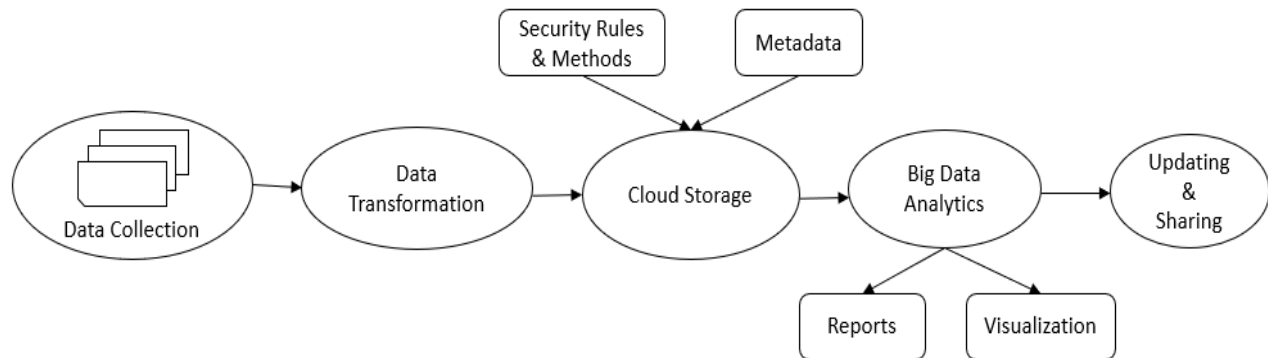 Security Rules
& Methods
Metadata
Data Collection
Data
Transformation
Cloud Storage
Big Data
Analytics
Updating
&
Sharing
Reports
Visualization